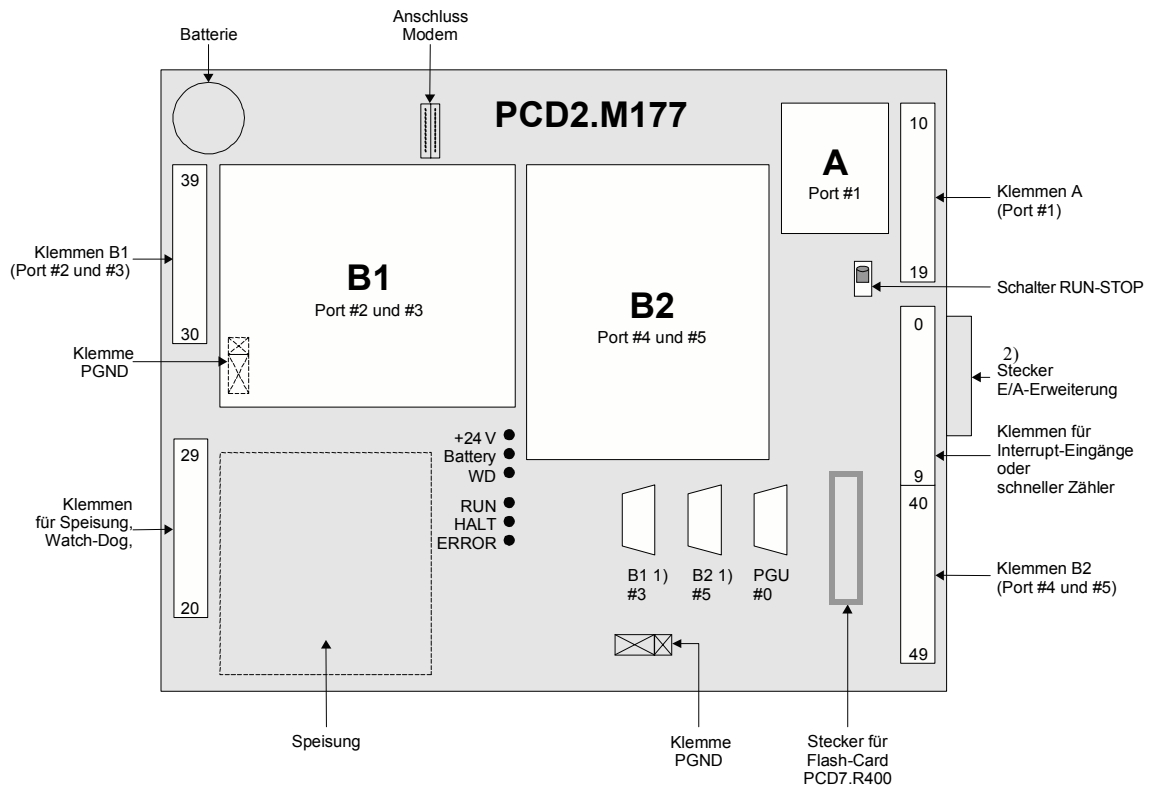 Anschluss
Modem
Batterie
PCD2.M177
10
A
Port #1
39
Klemmen A
(Port #1)
Klemmen B1
(Port #2 und #3)
B1
Port #2 und #3
19
Schalter RUN-STOP
B2
Port #4 und #5
30
0
Klemme
PGND
2)
Stecker
E/A-Erweiterung
+24 V
Battery
WD
29
Klemmen für
Interrupt-Eingänge
oder
schneller Zähler
9
40
RUN
HALT
ERROR
Klemmen
für Speisung,
Watch-Dog,
B1 1)
#3
B2 1)
#5
PGU
#0
Klemmen B2
(Port #4 und #5)
20
49
Speisung
Klemme
PGND
Stecker für
Flash-Card
PCD7.R400